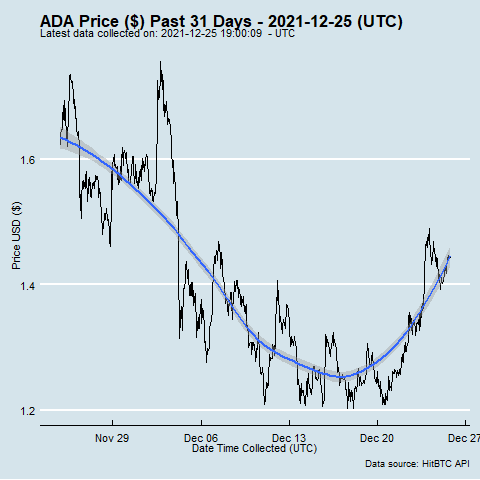 ADA Price ($) Past 31 Days - 2021-12-25 (UTC)
Latest data collected on: 2021-12-25 19:00:09 - UTC
1.6
1.4
1.2
Price USD ($)
Nov 29 Dec 06 Dec 13 Dec 20 Dec 27
Date Time Collected (UTC)
Data source: HitBTC API